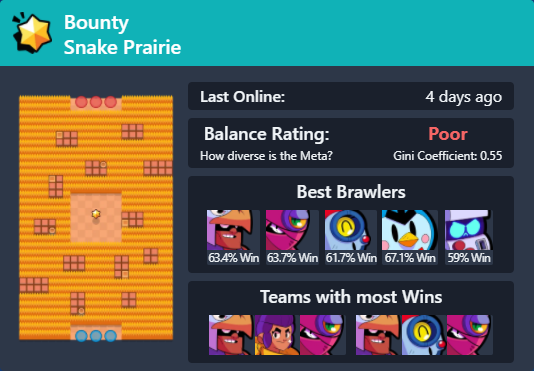 Bounty
Snake Prairie
Last Online: 4 days ago
Balance Rating: Poor
How diverse is the Meta? Gini Coefficient: 0.55
Best Brawlers
63.4% Win 63.7% Win 61.7% Win 67.1% Win 59% Win
Teams with most Wins